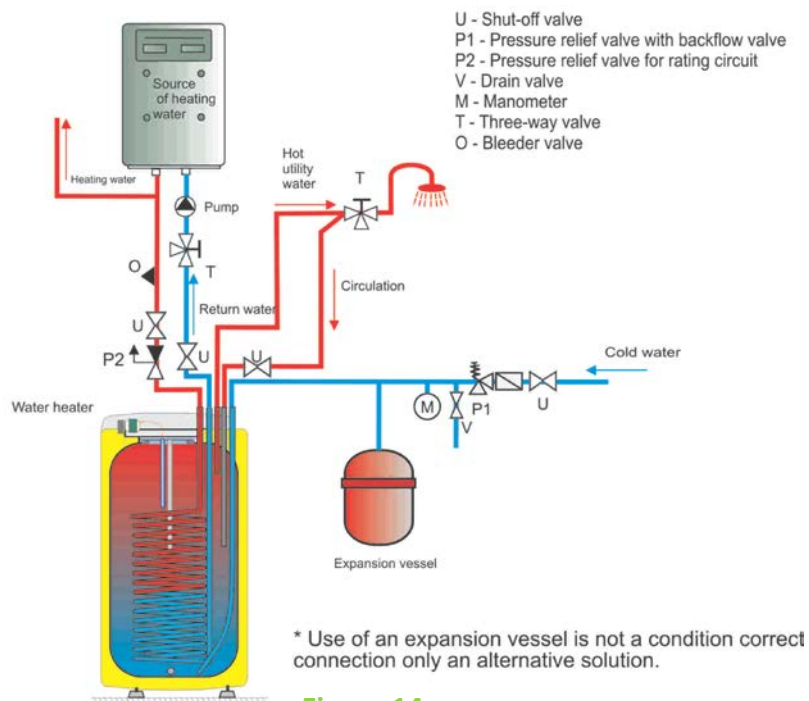 U - Shut-off valve
P1 - Pressure relief valve with backflow valve
P2 - Pressure relief valve for rating circuit
V - Drain valve
M - Manometer
T - Three-way valve
O - Bleeder valve
Source
of heating
water
Heating water
Hot
utility
water
T
Pump
O
T
Return water
Circulation
U
P2
U
U
Cold water
Water heater
M
V
P1
U
Expansion vessel
* Use of an expansion vessel is not a condition correct
connection only an alternative solution.